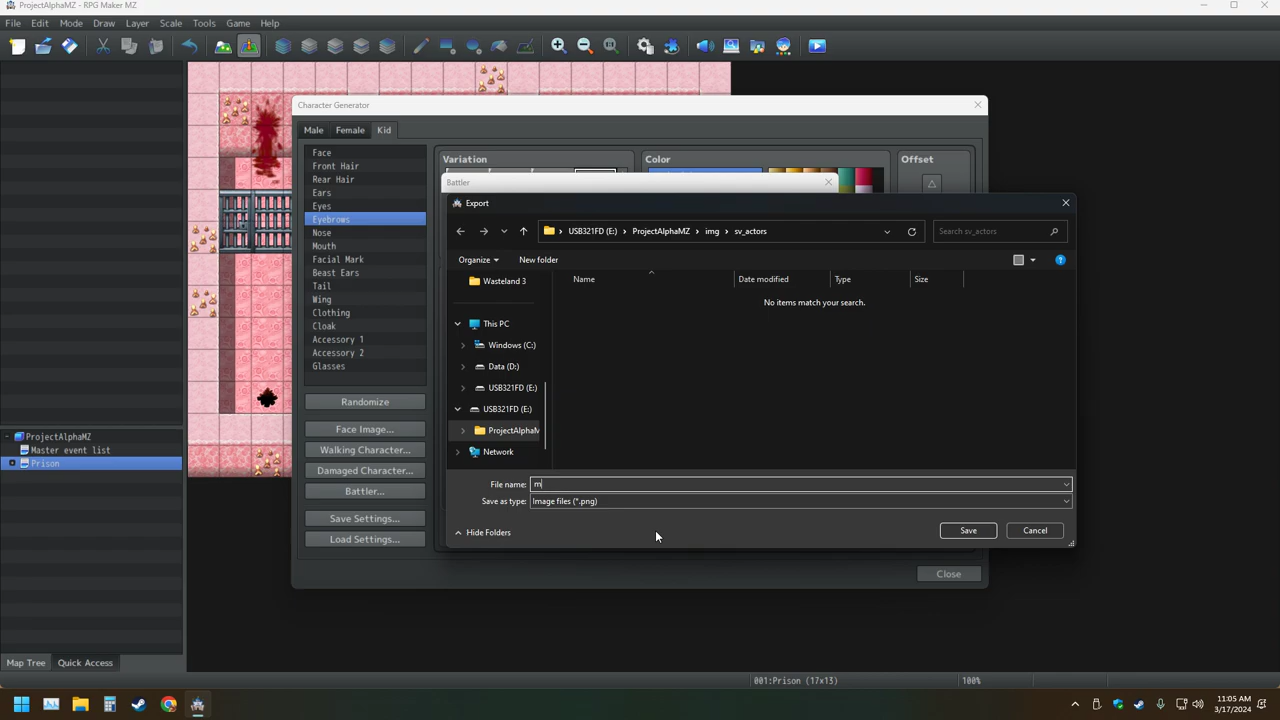 ProjectAlphaMZ - RPG Maker MZ
File Edit Mode Draw Layer Scale Tools Game Help
Character Generator
Male Female Kid
Face
Front Hair
Rear Hair
Ears
Eyes
Eyebrows
Nose
Mouth
Facial Mark
Beast Ears
Tail
Wing
Clothing
Cloak
Accessory 1
Accessory 2
Glasses
Randomize
Face Image...
Walking Character...
Damaged Character...
Battler...
Save Settings...
Load Settings...
Variation Color Offset
Battler
Export
USB321FD (E:) > ProjectAlphaMZ > img > sv_actors
Search sv_actors
Organize New folder
Name Date modified Type Size
No items match your search.
Wasteland 3
This PC
Windows (C:)
Data (D:)
USB321FD (E:)
USB321FD (E:)
ProjectAlphaM
Network
File name: m
Save as type: Image files (*.png)
Hide Folders
Save Cancel
Close
ProjectAlphaMZ
Master event list
Prison
Map Tree Quick Access
001:Prison (17x13) 100%
11:05 AM
3/17/2024